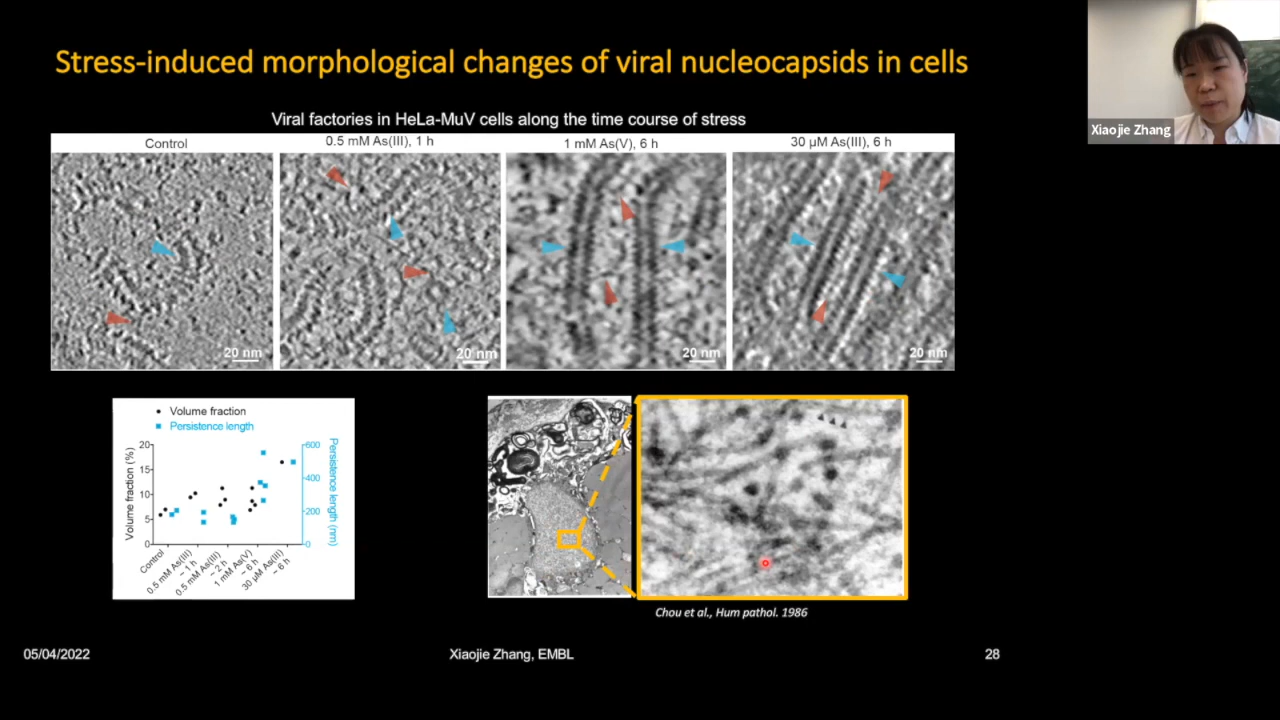 Stress-induced morphological changes of viral nucleocapsids in cells
Xiaojie Zhang
Viral factories in HeLa-MuV cells along the time course of stress
Control
0.5 mM As(III), 1 h
1 mM As(V), 6 h
30 µM As(III), 6 h
20 nm
20 nm
20 nm
20 nm
Volume fraction
Persistence length
Volume fraction (%)
20
15
10
5
0
600
400
200
0
Persistence length (nm)
Control
0.5 mM As(III)
~ 1 h
0.5 mM As(III)
~ 2 h
1 mM As(V)
~ 6 h
30 µM As(III)
~ 6 h
Chou et al., Hum pathol. 1986
05/04/2022
Xiaojie Zhang, EMBL
28